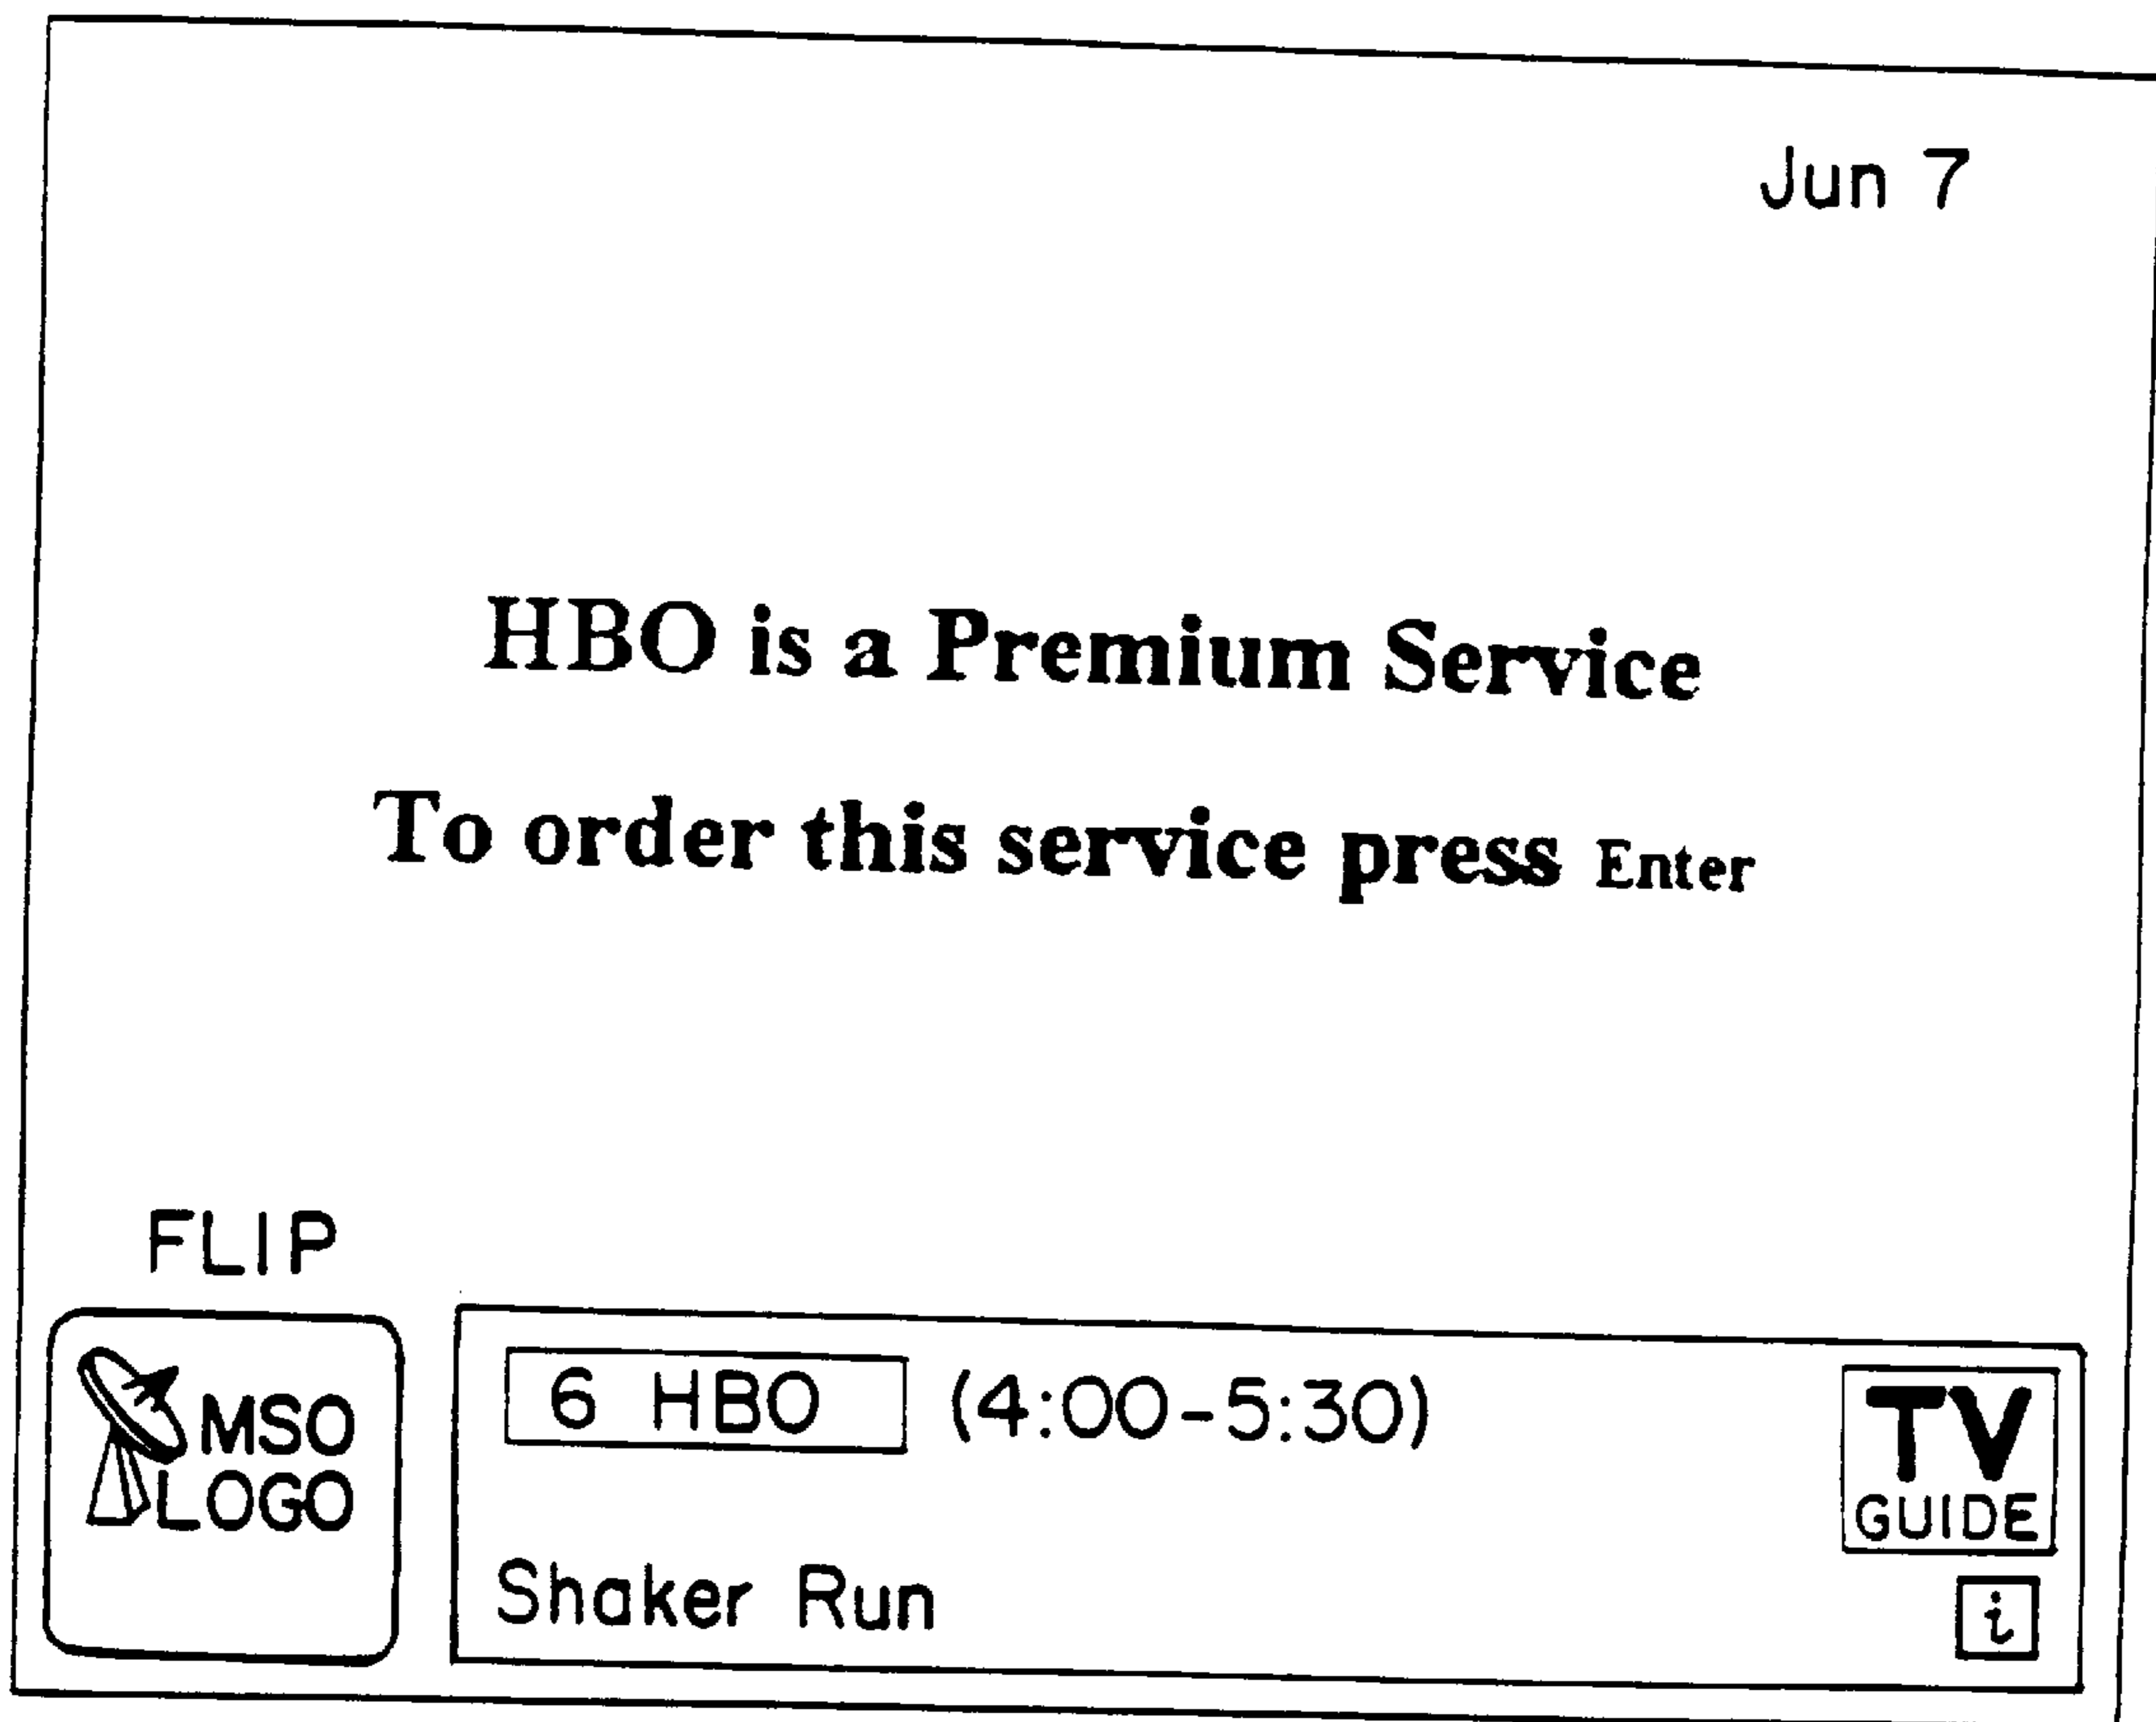 Jun 7
HBO is a Premium Service
To order this service press Enter
FLIP
MSO
LOGO
6 HBO (4:00-5:30)
TV
GUIDE
Shaker Run
i